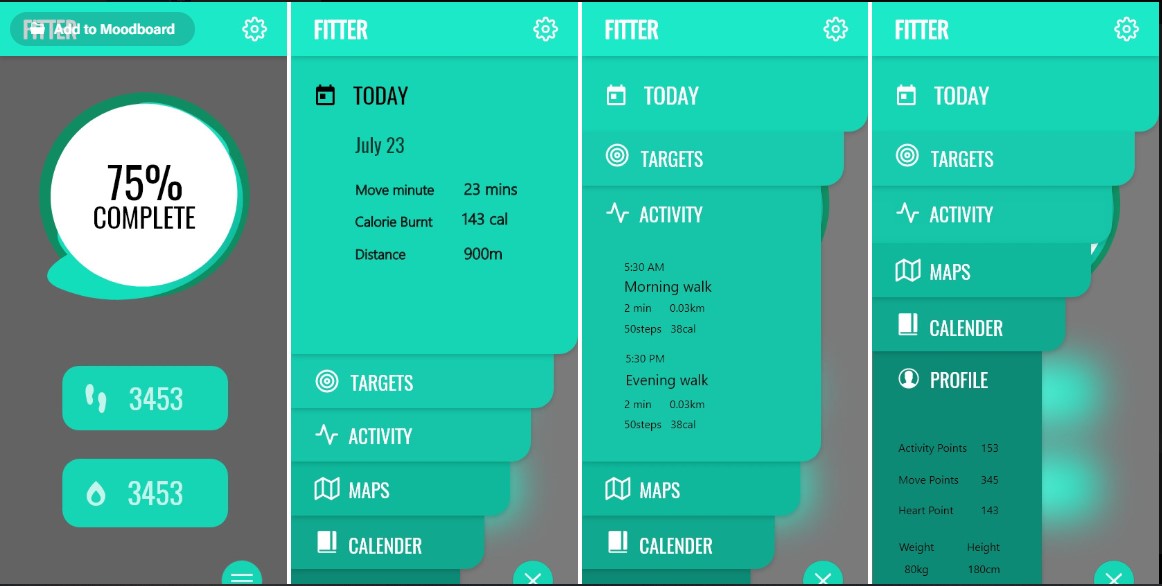 FITTER
Add to Moodboard
75%
COMPLETE
3453
3453
FITTER
TODAY
July 23
Move minute 23 mins
Calorie Burnt 143 cal
Distance 900m
TARGETS
ACTIVITY
MAPS
CALENDER
FITTER
TODAY
TARGETS
ACTIVITY
5:30 AM
Morning walk
2 min 0.03km
50steps 38cal
5:30 PM
Evening walk
2 min 0.03km
50steps 38cal
MAPS
CALENDER
FITTER
TODAY
TARGETS
ACTIVITY
MAPS
CALENDER
PROFILE
Activity Points 153
Move Points 345
Heart Point 143
Weight Height
80kg 180cm